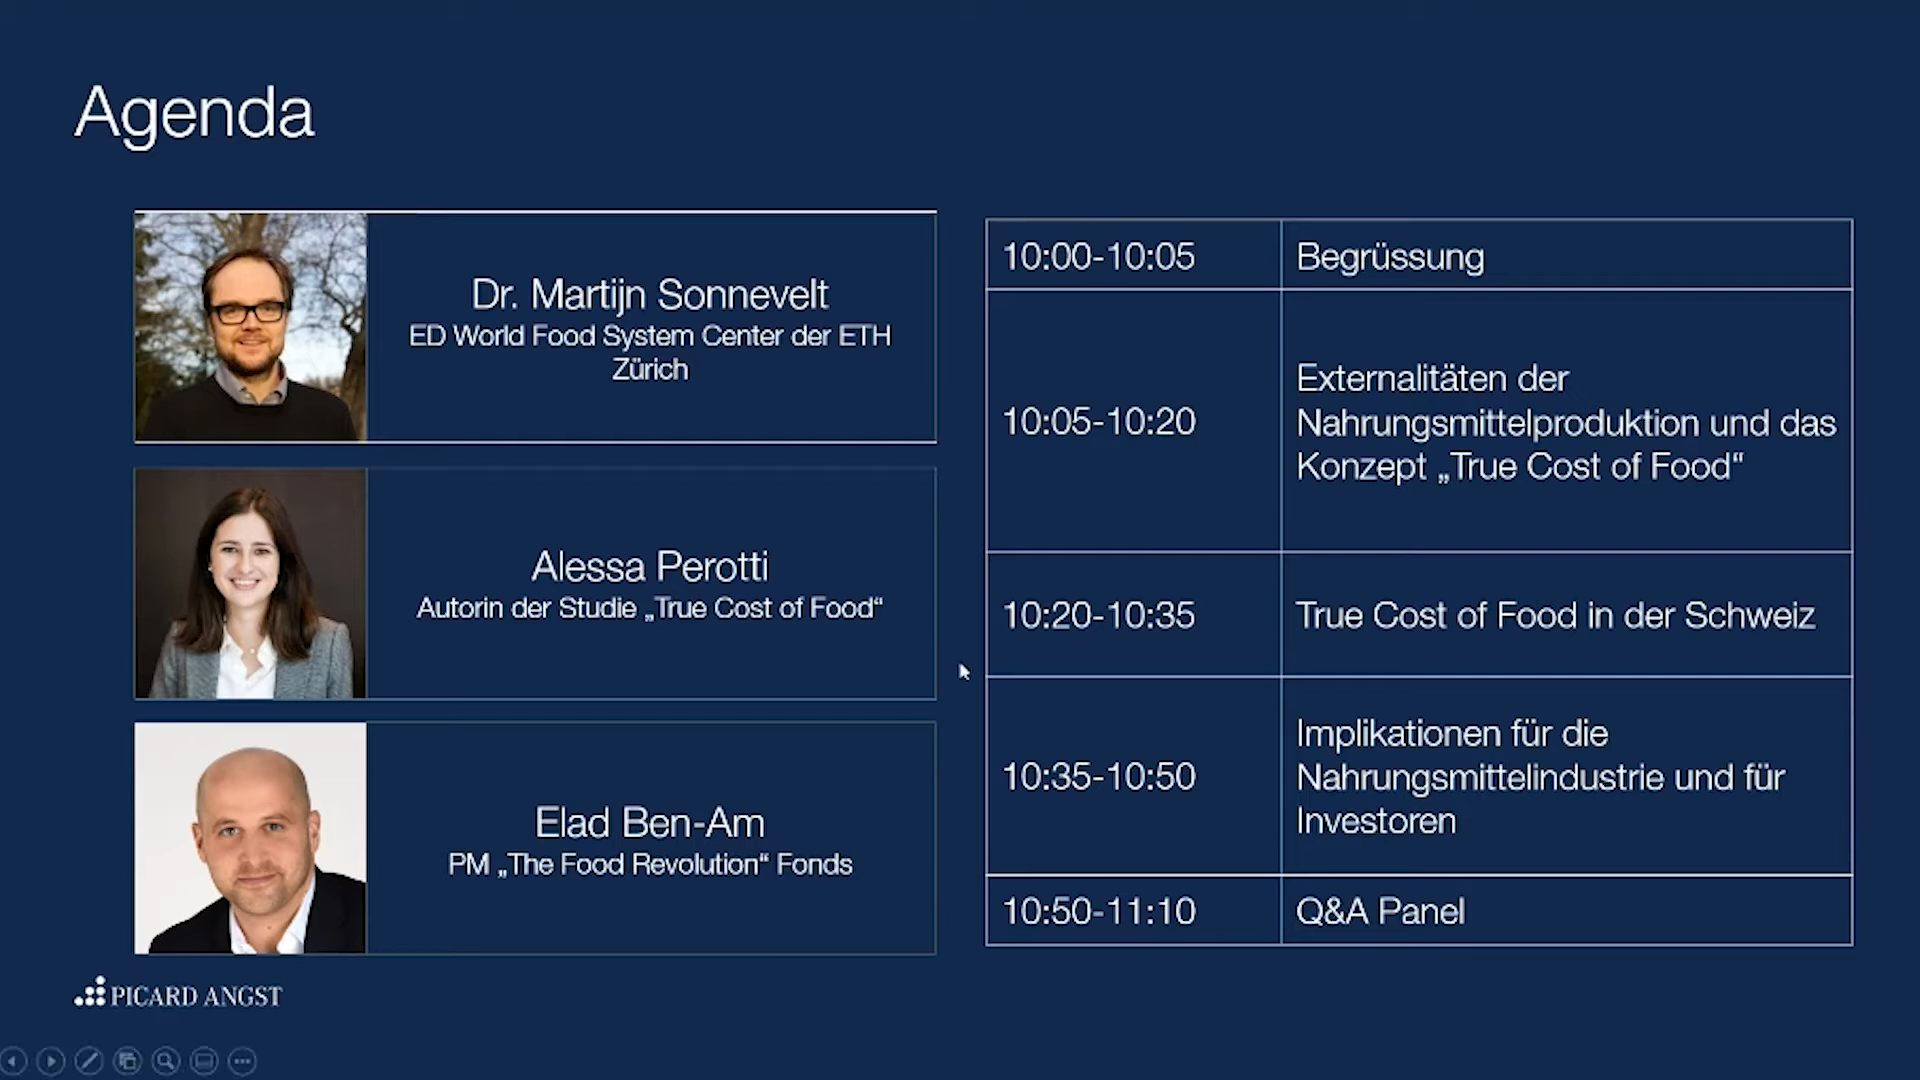 Agenda
Dr. Martijn Sonnevelt
ED World Food System Center der ETH
Zürich
Alessa Perotti
Autorin der Studie „True Cost of Food“
Elad Ben-Am
PM „The Food Revolution“ Fonds
10:00-10:05 Begrüssung
10:05-10:20 Externalitäten der
Nahrungsmittelproduktion und das
Konzept „True Cost of Food“
10:20-10:35 True Cost of Food in der Schweiz
10:35-10:50 Implikationen für die
Nahrungsmittelindustrie und für
Investoren
10:50-11:10 Q&A Panel
PICARD ANGST